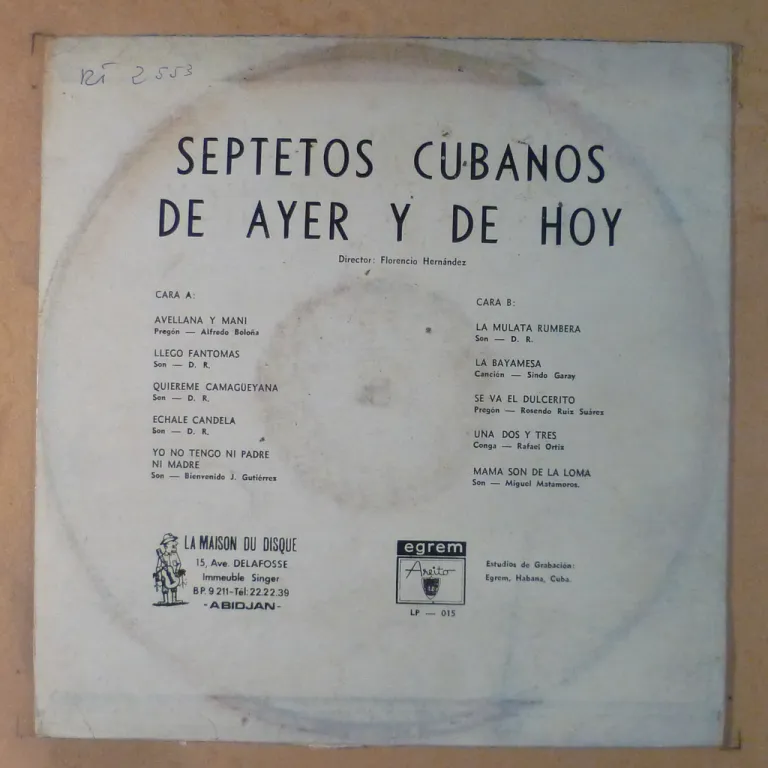 RI 2553
SEPTETOS CUBANOS
DE AYER Y DE HOY
Director: Florencio Hernández
CARA A:
AVELLANA Y MANI
Pregón — Alfredo Boloña
LLEGO FANTOMAS
Son — D. R.
QUIEREME CAMAGUEYANA
Son — D. R.
ECHALE CANDELA
Son — D. R.
YO NO TENGO NI PADRE
NI MADRE
Son — Bienvenido J. Gutiérrez
CARA B:
LA MULATA RUMBERA
Son — D. R.
LA BAYAMESA
Canción — Sindo Garay
SE VA EL DULCERITO
Pregón — Rosendo Ruiz Suárez
UNA DOS Y TRES
Conga — Rafael Ortiz
MAMA SON DE LA LOMA
Son — Miguel Matamoros.
LA MAISON DU DISQUE
15, Ave. DELAFOSSE
Immeuble Singer
B.P. 9 211-Tél: 22.22.39
- ABIDJAN -
egrem
Areito
LP — 015
Estudios de Grabación:
Egrem, Habana, Cuba.